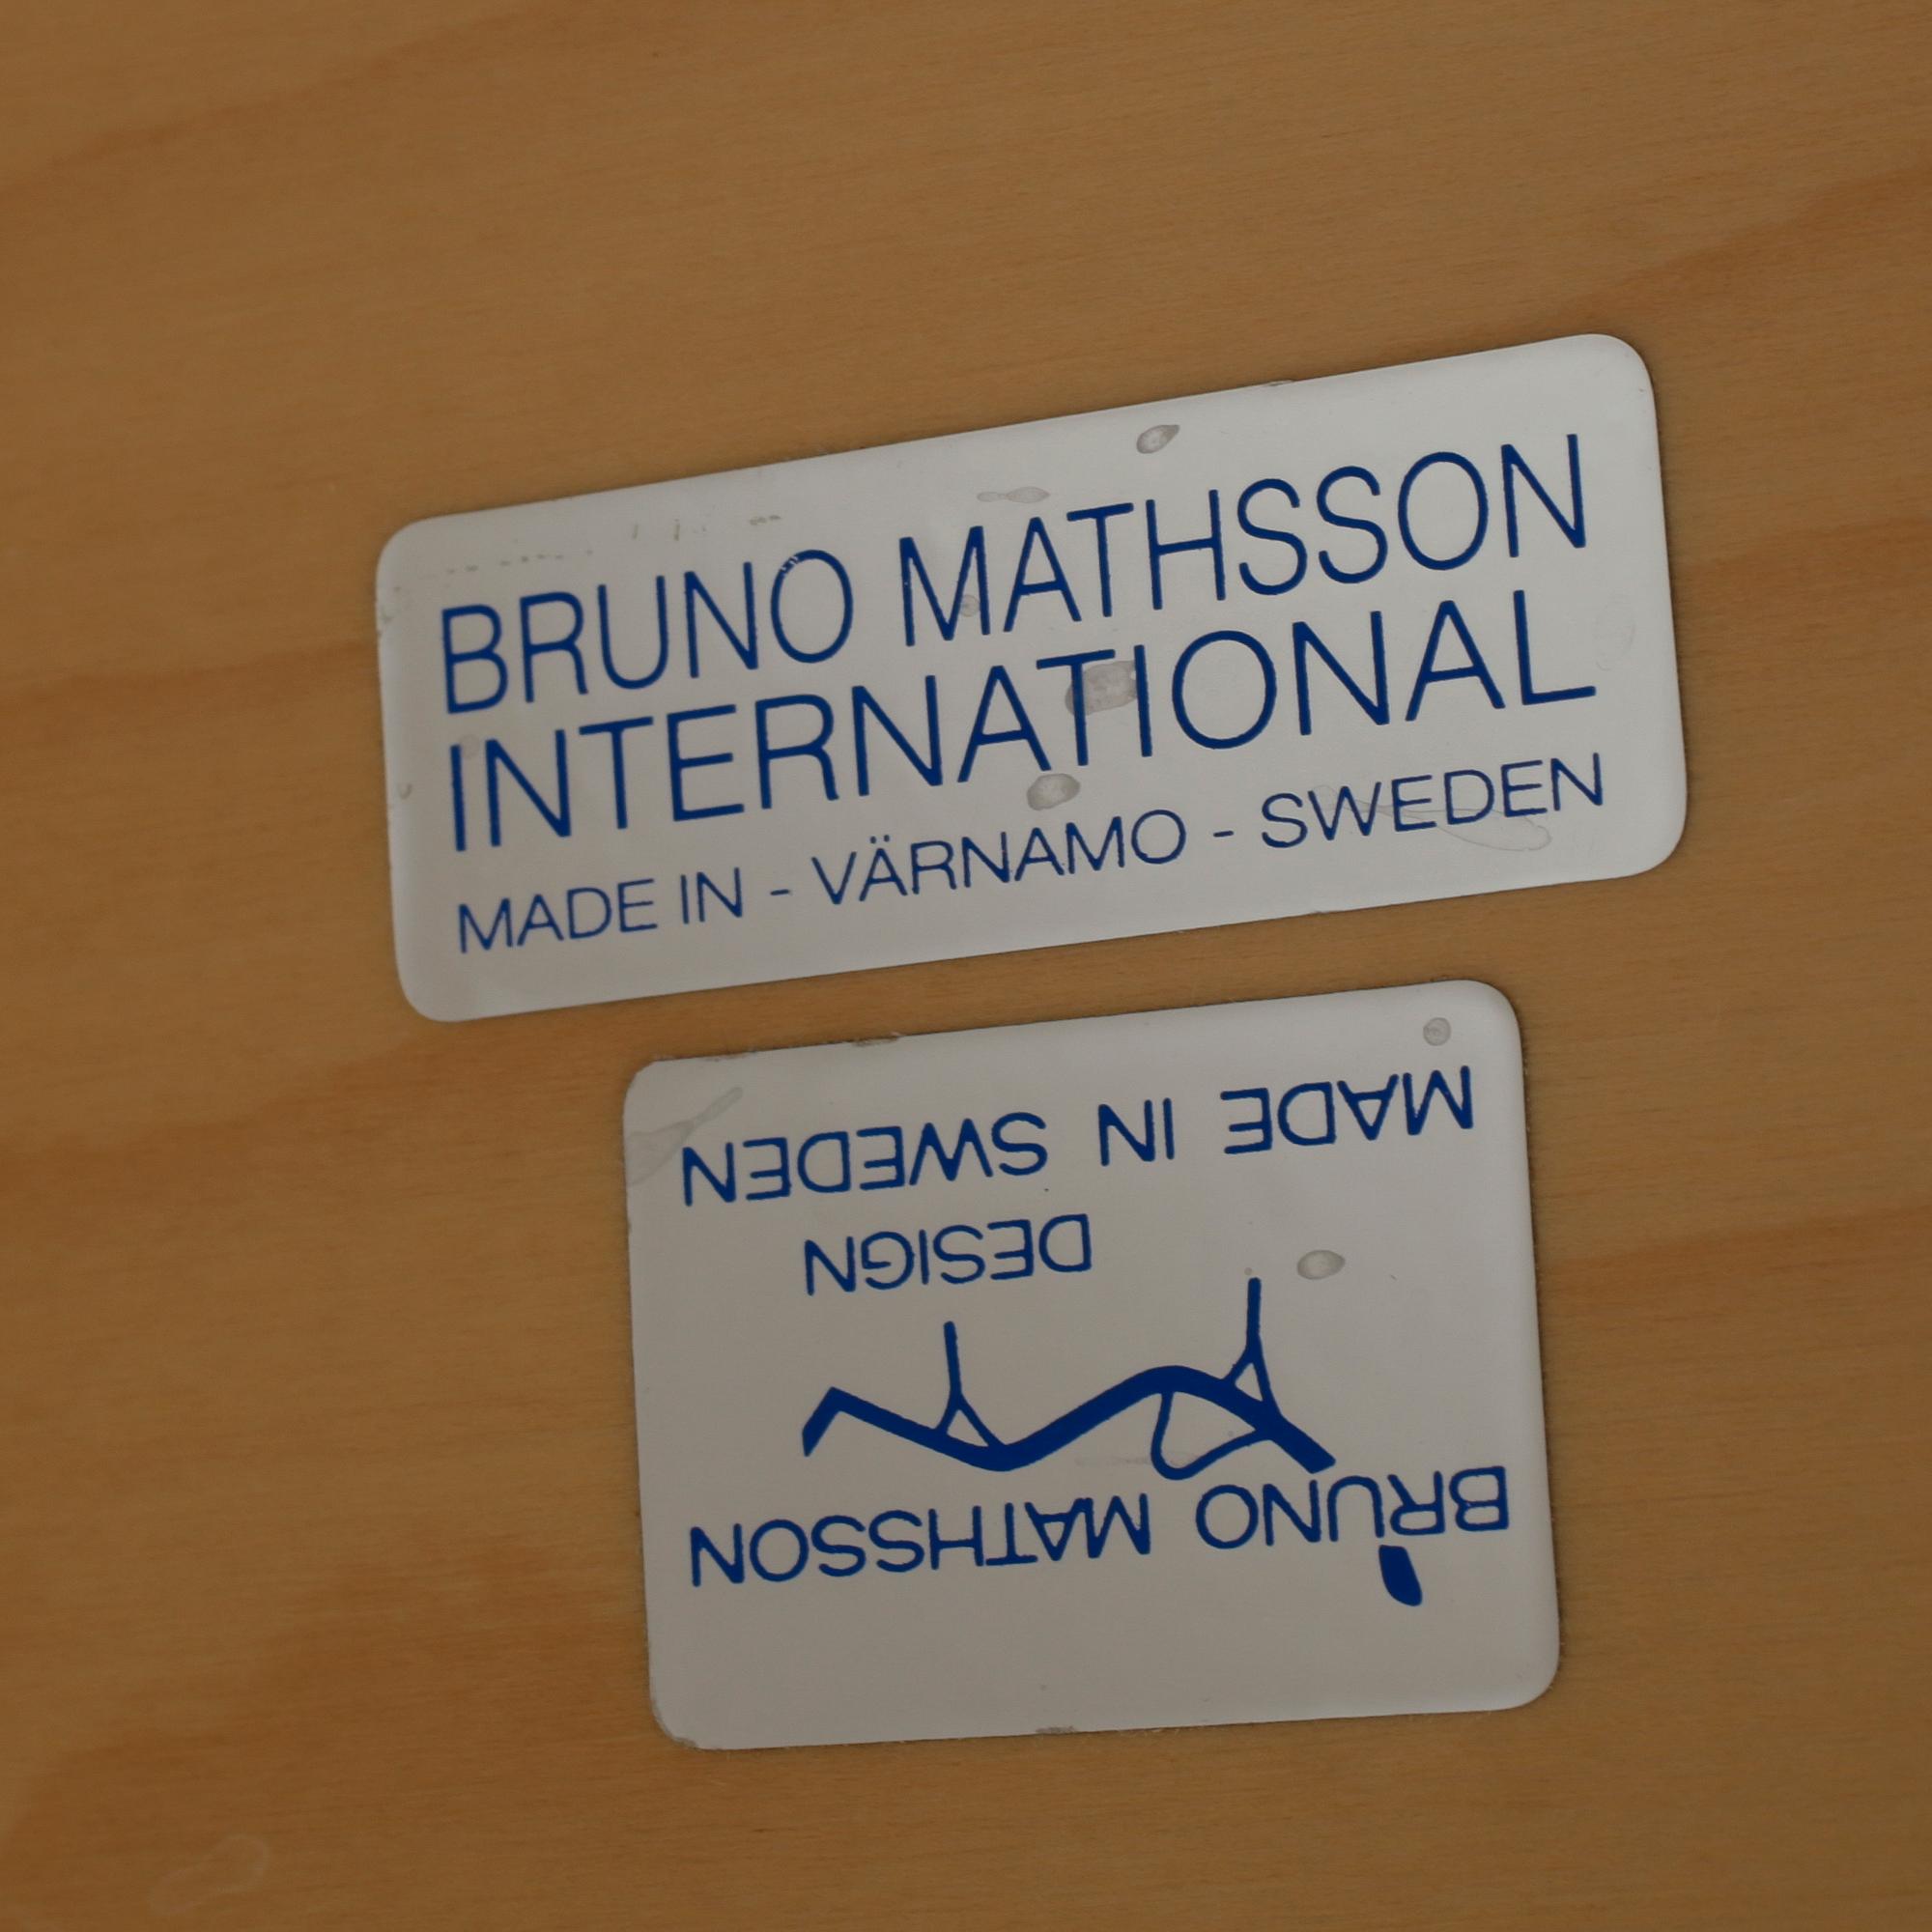 BRUNO MATHSSON
INTERNATIONAL
MADE IN - VÄRNAMO - SWEDEN
BRUNO MATHSSON
DESIGN
MADE IN SWEDEN